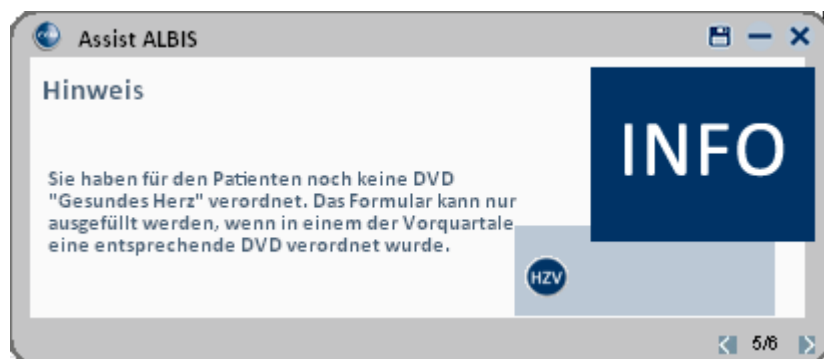 Assist ALBIS
Hinweis
INFO
Sie haben für den Patienten noch keine DVD
"Gesundes Herz" verordnet. Das Formular kann nur
ausgefüllt werden, wenn in einem der Vorquartale
eine entsprechende DVD verordnet wurde.
HZV
5/6